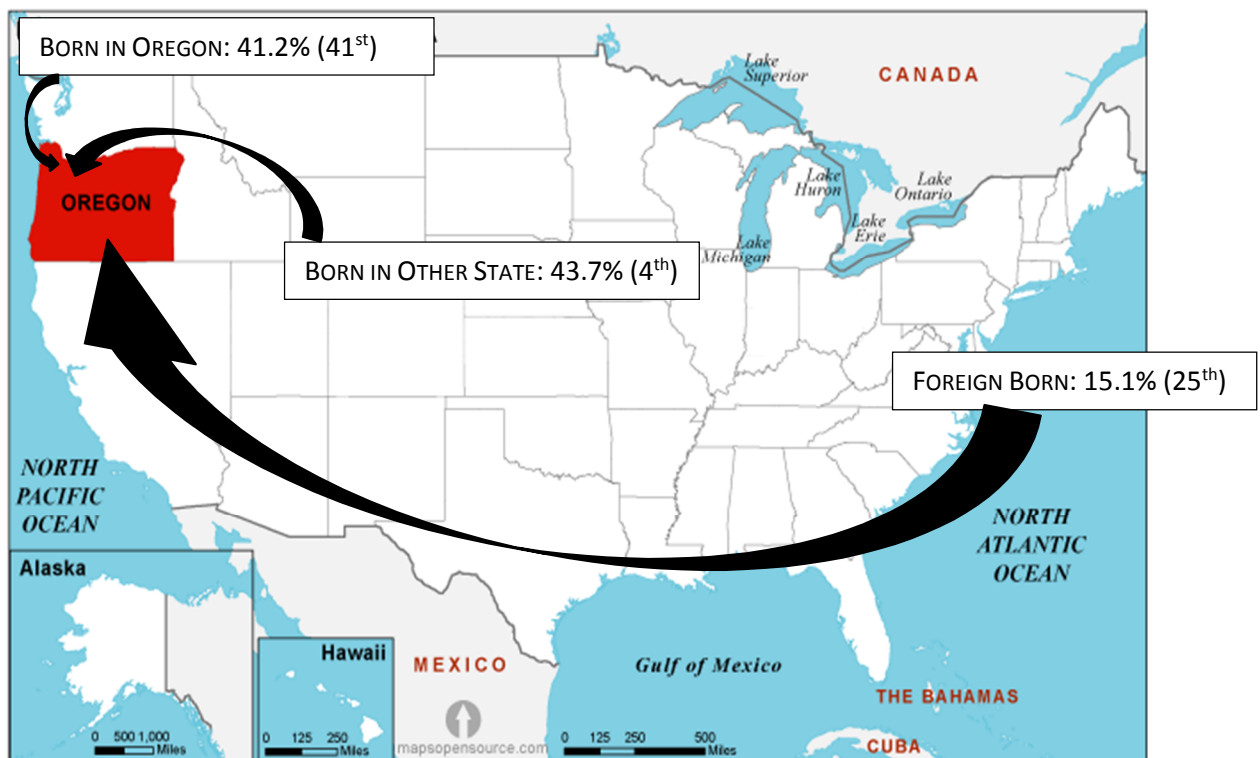 BORN IN OREGON: 41.2% (41st)
Lake
Superior
CANADA
OREGON
Lake
Huron
Lake
Ontario
Lake
Erie
Lake
Michigan
BORN IN OTHER STATE: 43.7% (4th)
FOREIGN BORN: 15.1% (25th)
NORTH
PACIFIC
OCEAN
NORTH
ATLANTIC
OCEAN
Alaska
0 500 1,000
Miles
Hawaii
0 125 250
Miles
MEXICO
mapsopensource.com
Gulf of Mexico
0 125 250 500
Miles
THE BAHAMAS
CUBA